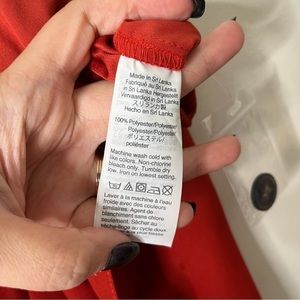 Made in Sri Lanka
Fabriqué au Sri Lanka
In Sri Lanka Hergestellt
Vervaardigd in Sri Lanka
スリランカ製
Hecho en Sri Lanka
100% Polyester/Polyester/
Polyester/Polyester/
ポリエステル/
poliéster
Machine wash cold with
like colors. Non-chlorine
bleach only. Tumble dry
low. Iron on lowest setting.
Laver à la machine à l'eau
froide avec des couleurs
similaires. Agent de
blanchiment sans chlore
seulement. Sécher au
sèche-linge au cycle doux